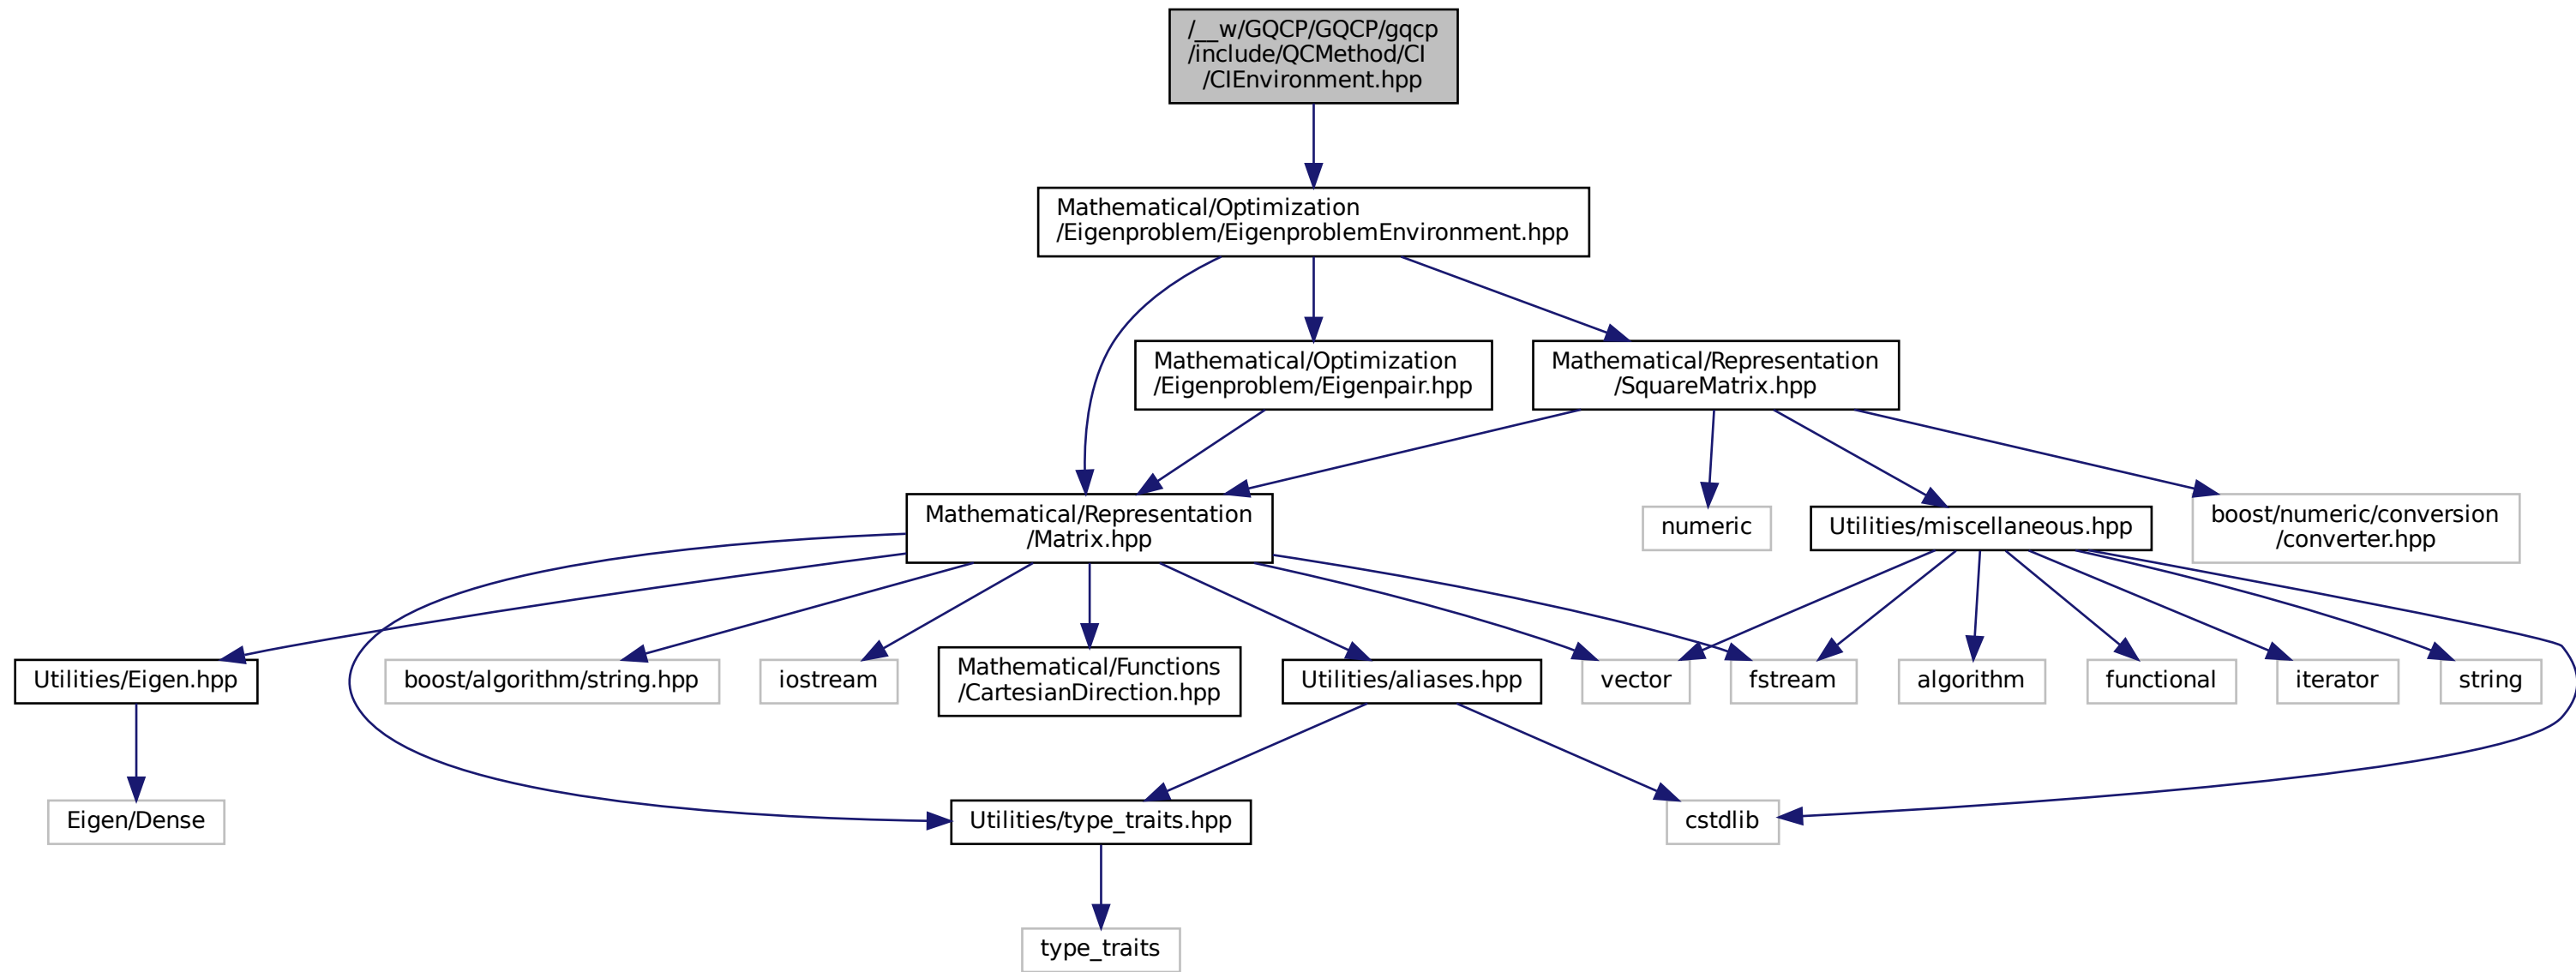 /__w/GQCP/GQCP/gqcp
/include/QCMethod/CI
/CIEnvironment.hpp
Mathematical/Optimization
/Eigenproblem/EigenproblemEnvironment.hpp
Mathematical/Optimization
/Eigenproblem/Eigenpair.hpp
Mathematical/Representation
/SquareMatrix.hpp
Mathematical/Representation
/Matrix.hpp
numeric
Utilities/miscellaneous.hpp
boost/numeric/conversion
/converter.hpp
Utilities/Eigen.hpp
boost/algorithm/string.hpp
iostream
Mathematical/Functions
/CartesianDirection.hpp
Utilities/aliases.hpp
vector
fstream
algorithm
functional
iterator
string
Eigen/Dense
Utilities/type_traits.hpp
cstdlib
type_traits